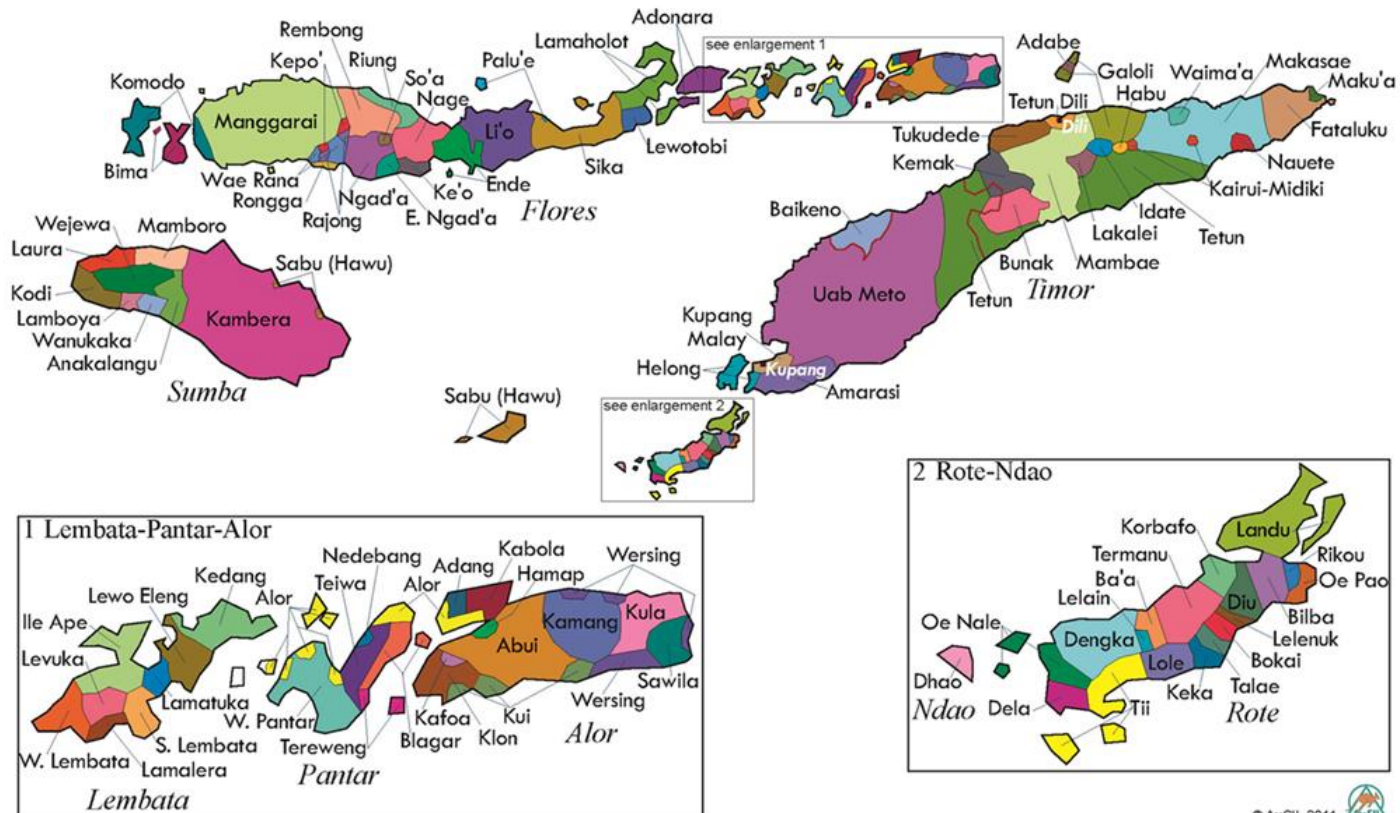 Rembong
Kepo'
Riung
Komodo
Palu'e
So'a
Nage
Lamaholot
Adonara
see enlargement 1
Manggarai
Li'o
Bima
Wae Rana
Rongga
Rajong
Ngad'a
E. Ngad'a
Ke'o
Ende
Sika
Lewotobi
Flores
Adabe
Galoli
Habu
Waima'a
Makasae
Maku'a
Tetun Dili
Dili
Tukudede
Kemak
Fataluku
Nauete
Kairui-Midiki
Idate
Tetun
Lakalei
Mambae
Bunak
Baikeno
Tetun
Uab Meto
Timor
Kupang
Malay
Helong
Kupang
Amarasi
Wejewa
Mamboro
Laura
Sabu (Hawu)
Kodi
Kambera
Lamboya
Wanukaka
Anakalangu
Sumba
Sabu (Hawu)
see enlargement 2
1 Lembata-Pantar-Alor
Kedang
Lewo Eleng
Ile Ape
Levuka
Alor
Teiwa
Nedebang
Alor
Adang
Kabola
Hamap
Wersing
Abui
Kamang
Kula
Lamatuka
S. Lembata
W. Lembata
Lamalera
Lembata
W. Pantar
Tereweng
Pantar
Blagar
Kafoa
Klon
Kui
Wersing
Sawila
Alor
2 Rote-Ndao
Landu
Korbafo
Termanu
Ba'a
Lelain
Rikou
Oe Pao
Diu
Bilba
Oe Nale
Dengka
Lole
Lelenuk
Bokai
Talae
Keka
Dhao
Ndao
Dela
Tii
Rote